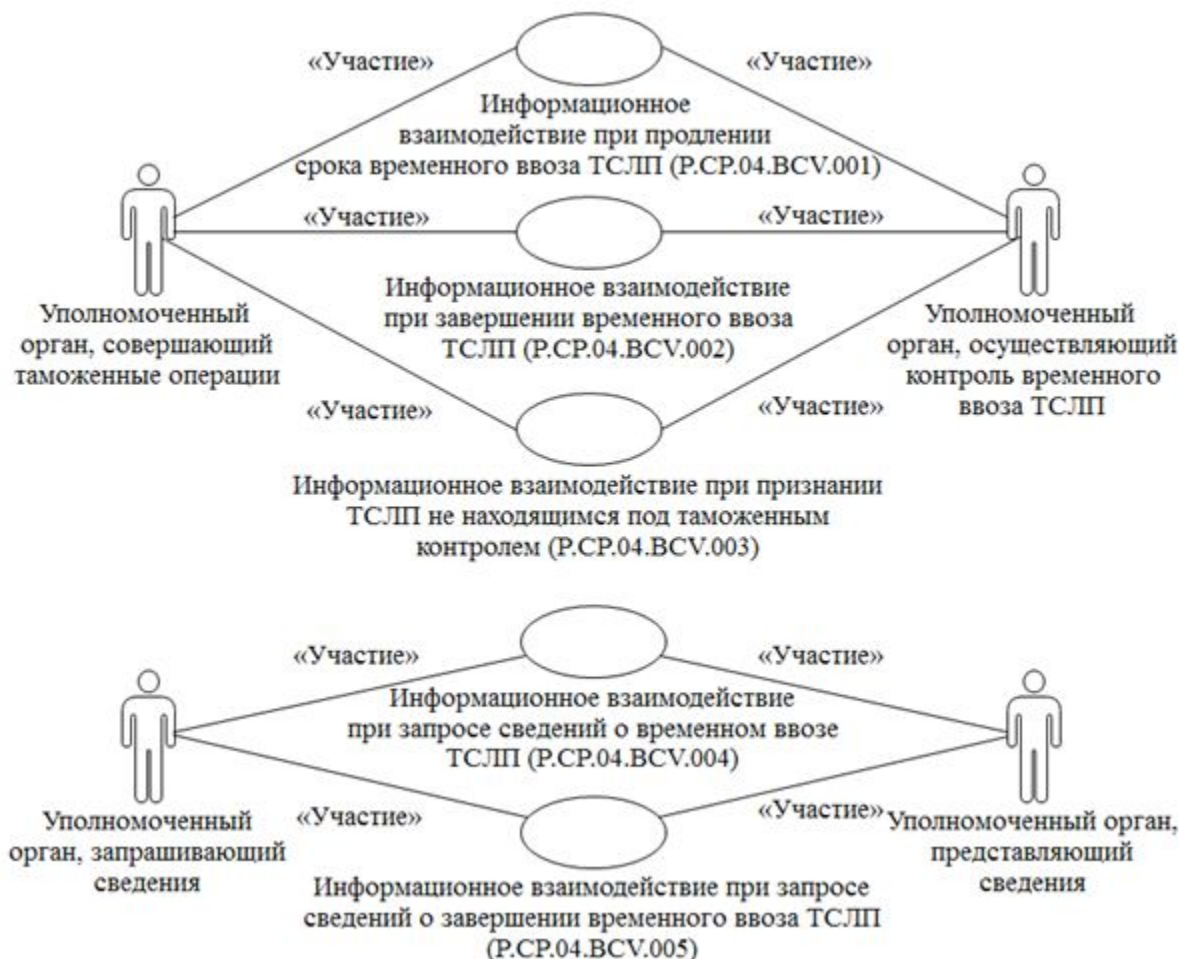 «Участие»
«Участие»
Информационное
взаимодействие при продлении
срока временного ввоза ТСЛП (P.CP.04.BCV.001)
«Участие»
«Участие»
Информационное взаимодействие
при завершении временного ввоза
ТСЛП (P.CP.04.BCV.002)
Уполномоченный
орган, совершающий
таможенные операции
Уполномоченный
орган, осуществляющий
контроль временного
ввоза ТСЛП
«Участие»
«Участие»
Информационное взаимодействие при признании
ТСЛП не находящимся под таможенным
контролем (P.CP.04.BCV.003)
«Участие»
«Участие»
Информационное взаимодействие
при запросе сведений о временном ввозе
ТСЛП (P.CP.04.BCV.004)
«Участие»
«Участие»
Уполномоченный
орган, запрашивающий
сведения
Уполномоченный орган,
представляющий
сведения
Информационное взаимодействие при запросе
сведений о завершении временного ввоза ТСЛП
(P.CP.04.BCV.005)